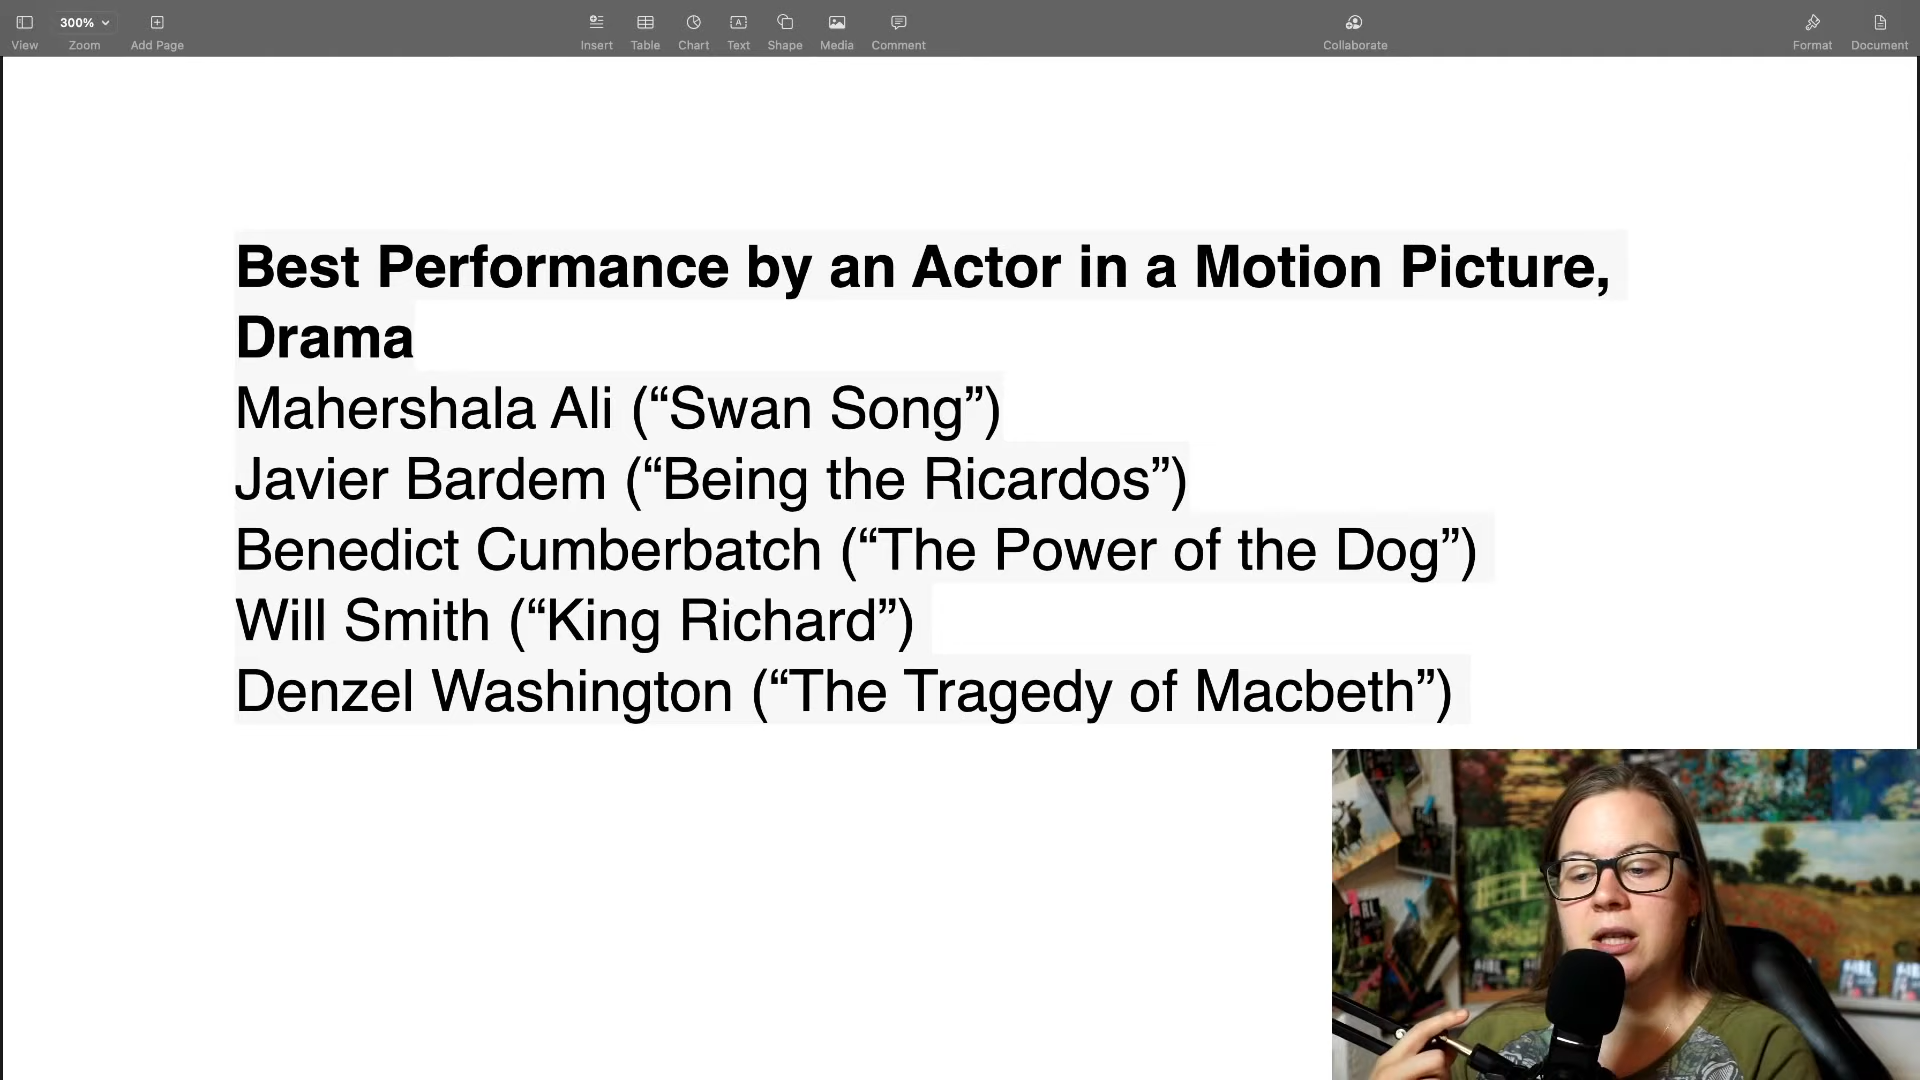 300%
View
Zoom
Add Page
Insert
Table
Chart
Text
Shape
Media
Comment
Collaborate
Format
Document
Best Performance by an Actor in a Motion Picture,
Drama
Mahershala Ali (“Swan Song”)
Javier Bardem (“Being the Ricardos”)
Benedict Cumberbatch (“The Power of the Dog”)
Will Smith (“King Richard”)
Denzel Washington (“The Tragedy of Macbeth”)